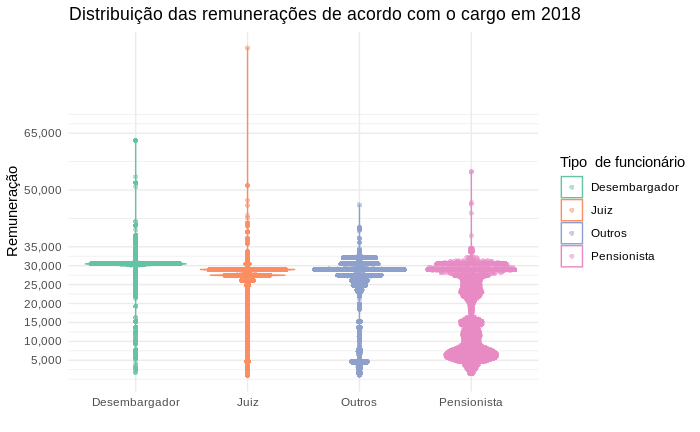 Distribuição das remunerações de acordo com o cargo em 2018
Remuneração
65,000
50,000
35,000
30,000
25,000
20,000
15,000
10,000
5,000
Desembargador
Juiz
Outros
Pensionista
Tipo  de funcionário
Desembargador
Juiz
Outros
Pensionista